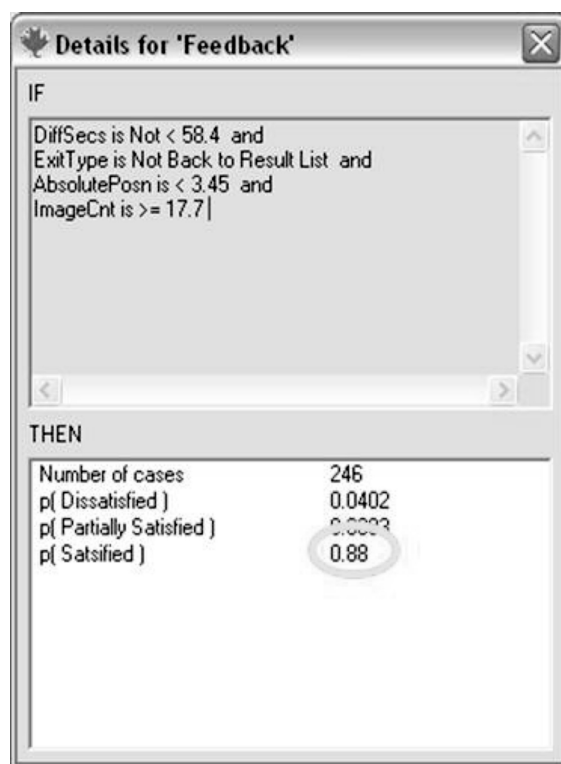 Details for 'Feedback'
IF
DiffSecs is Not < 58.4 and
ExitType is Not Back to Result List and
AbsolutePosn is < 3.45 and
ImageCnt is >= 17.7
THEN
Number of cases 246
p( Dissatisfied ) 0.0402
p( Partially Satisfied )
p( Satsified ) 0.88